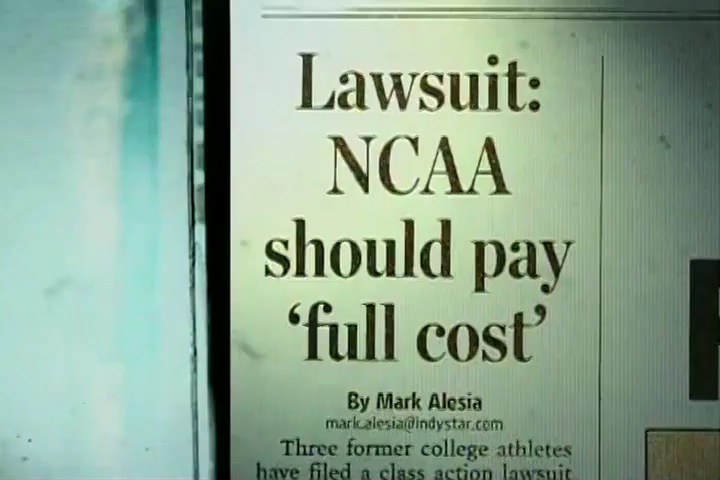 Lawsuit:
NCAA
should pay
‘full cost’
By Mark Alesia
mark.alesia@indystar.com
Three former college athletes
have filed a class action lawsuit